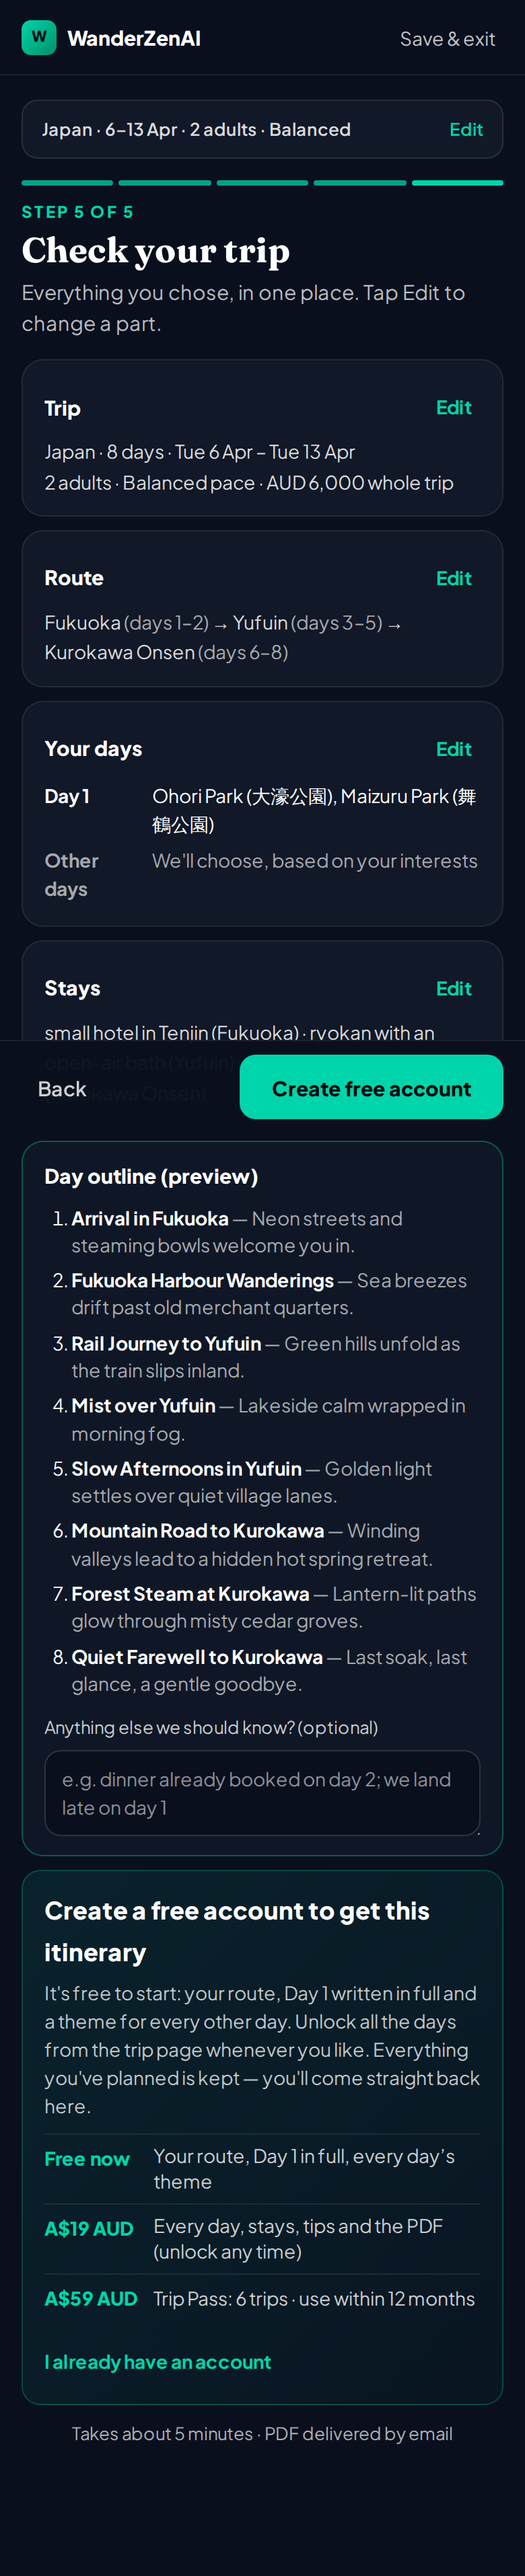 W WanderZenAI Save & exit
Japan · 6–13 Apr · 2 adults · Balanced Edit
STEP 5 OF 5
Check your trip
Everything you chose, in one place. Tap Edit to
change a part.
Trip Edit
Japan · 8 days · Tue 6 Apr – Tue 13 Apr
2 adults · Balanced pace · AUD 6,000 whole trip
Route Edit
Fukuoka (days 1–2) → Yufuin (days 3–5) →
Kurokawa Onsen (days 6–8)
Your days Edit
Day 1 Ohori Park (大濠公園), Maizuru Park (舞
鶴公園)
Other We'll choose, based on your interests
days
Stays Edit
small hotel in Tenjin (Fukuoka) · ryokan with an
open-air bath (Yufuin)
Back Create free account
Day outline (preview)
1. Arrival in Fukuoka — Neon streets and
steaming bowls welcome you in.
2. Fukuoka Harbour Wanderings — Sea breezes
drift past old merchant quarters.
3. Rail Journey to Yufuin — Green hills unfold as
the train slips inland.
4. Mist over Yufuin — Lakeside calm wrapped in
morning fog.
5. Slow Afternoons in Yufuin — Golden light
settles over quiet village lanes.
6. Mountain Road to Kurokawa — Winding
valleys lead to a hidden hot spring retreat.
7. Forest Steam at Kurokawa — Lantern-lit paths
glow through misty cedar groves.
8. Quiet Farewell to Kurokawa — Last soak, last
glance, a gentle goodbye.
Anything else we should know? (optional)
e.g. dinner already booked on day 2; we land
late on day 1
Create a free account to get this
itinerary
It's free to start: your route, Day 1 written in full and
a theme for every other day. Unlock all the days
from the trip page whenever you like. Everything
you've planned is kept — you'll come straight back
here.
Free now Your route, Day 1 in full, every day’s
theme
A$19 AUD Every day, stays, tips and the PDF
(unlock any time)
A$59 AUD Trip Pass: 6 trips · use within 12 months
I already have an account
Takes about 5 minutes · PDF delivered by email